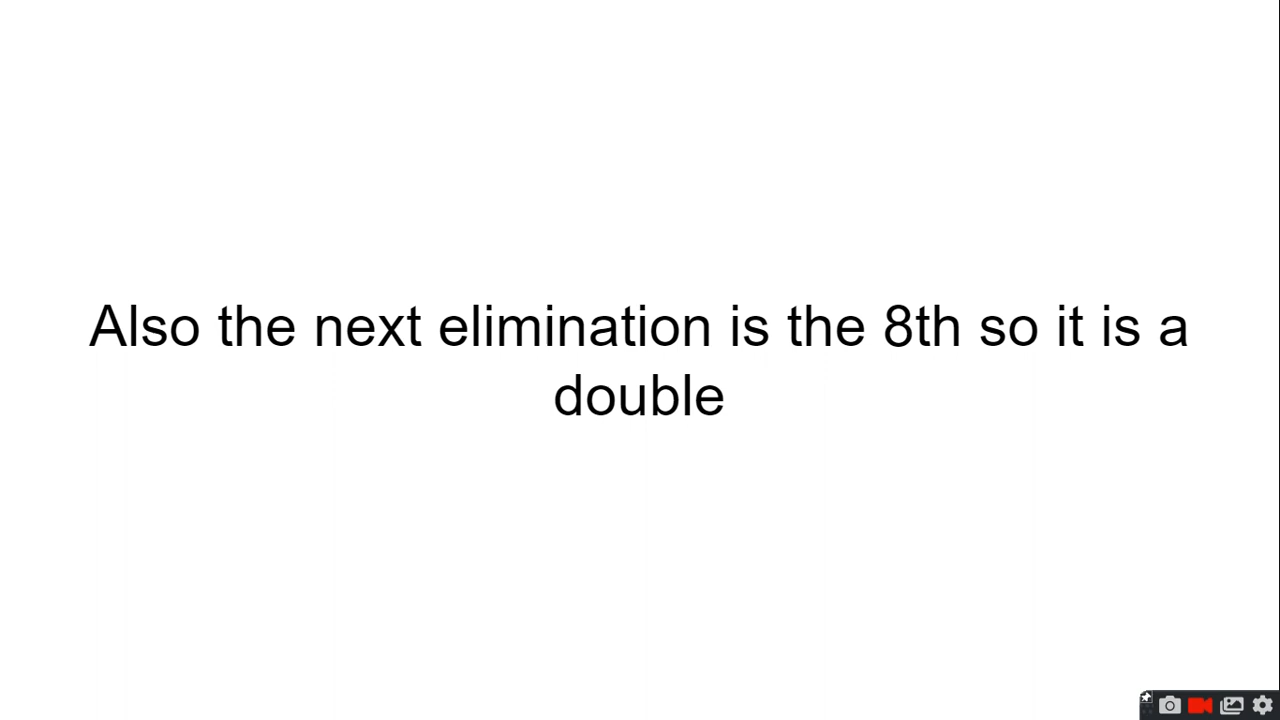 Also the next elimination is the 8th so it is a
double